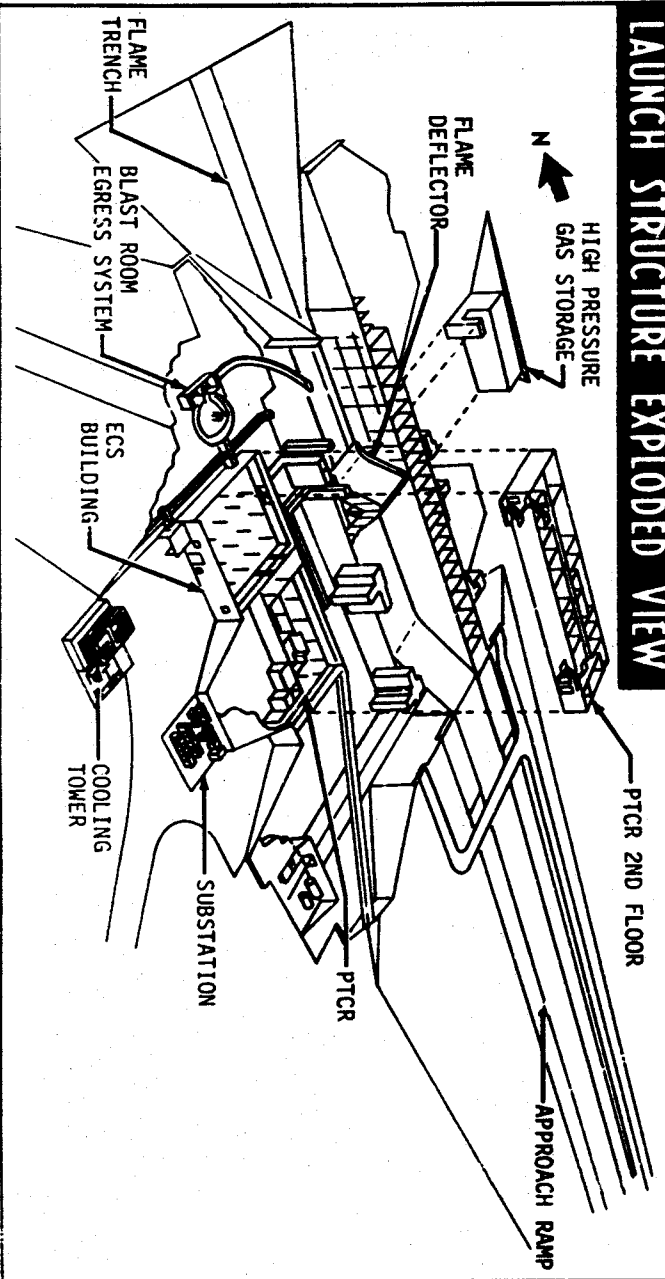 LAUNCH STRUCTURE EXPLODED VIEW
HIGH PRESSURE
GAS STORAGE
N
FLAME
DEFLECTOR
FLAME
TRENCH
BLAST ROOM
EGRESS SYSTEM
ECS
BUILDING
COOLING
TOWER
SUBSTATION
PTCR
PTCR 2ND FLOOR
APPROACH RAMP